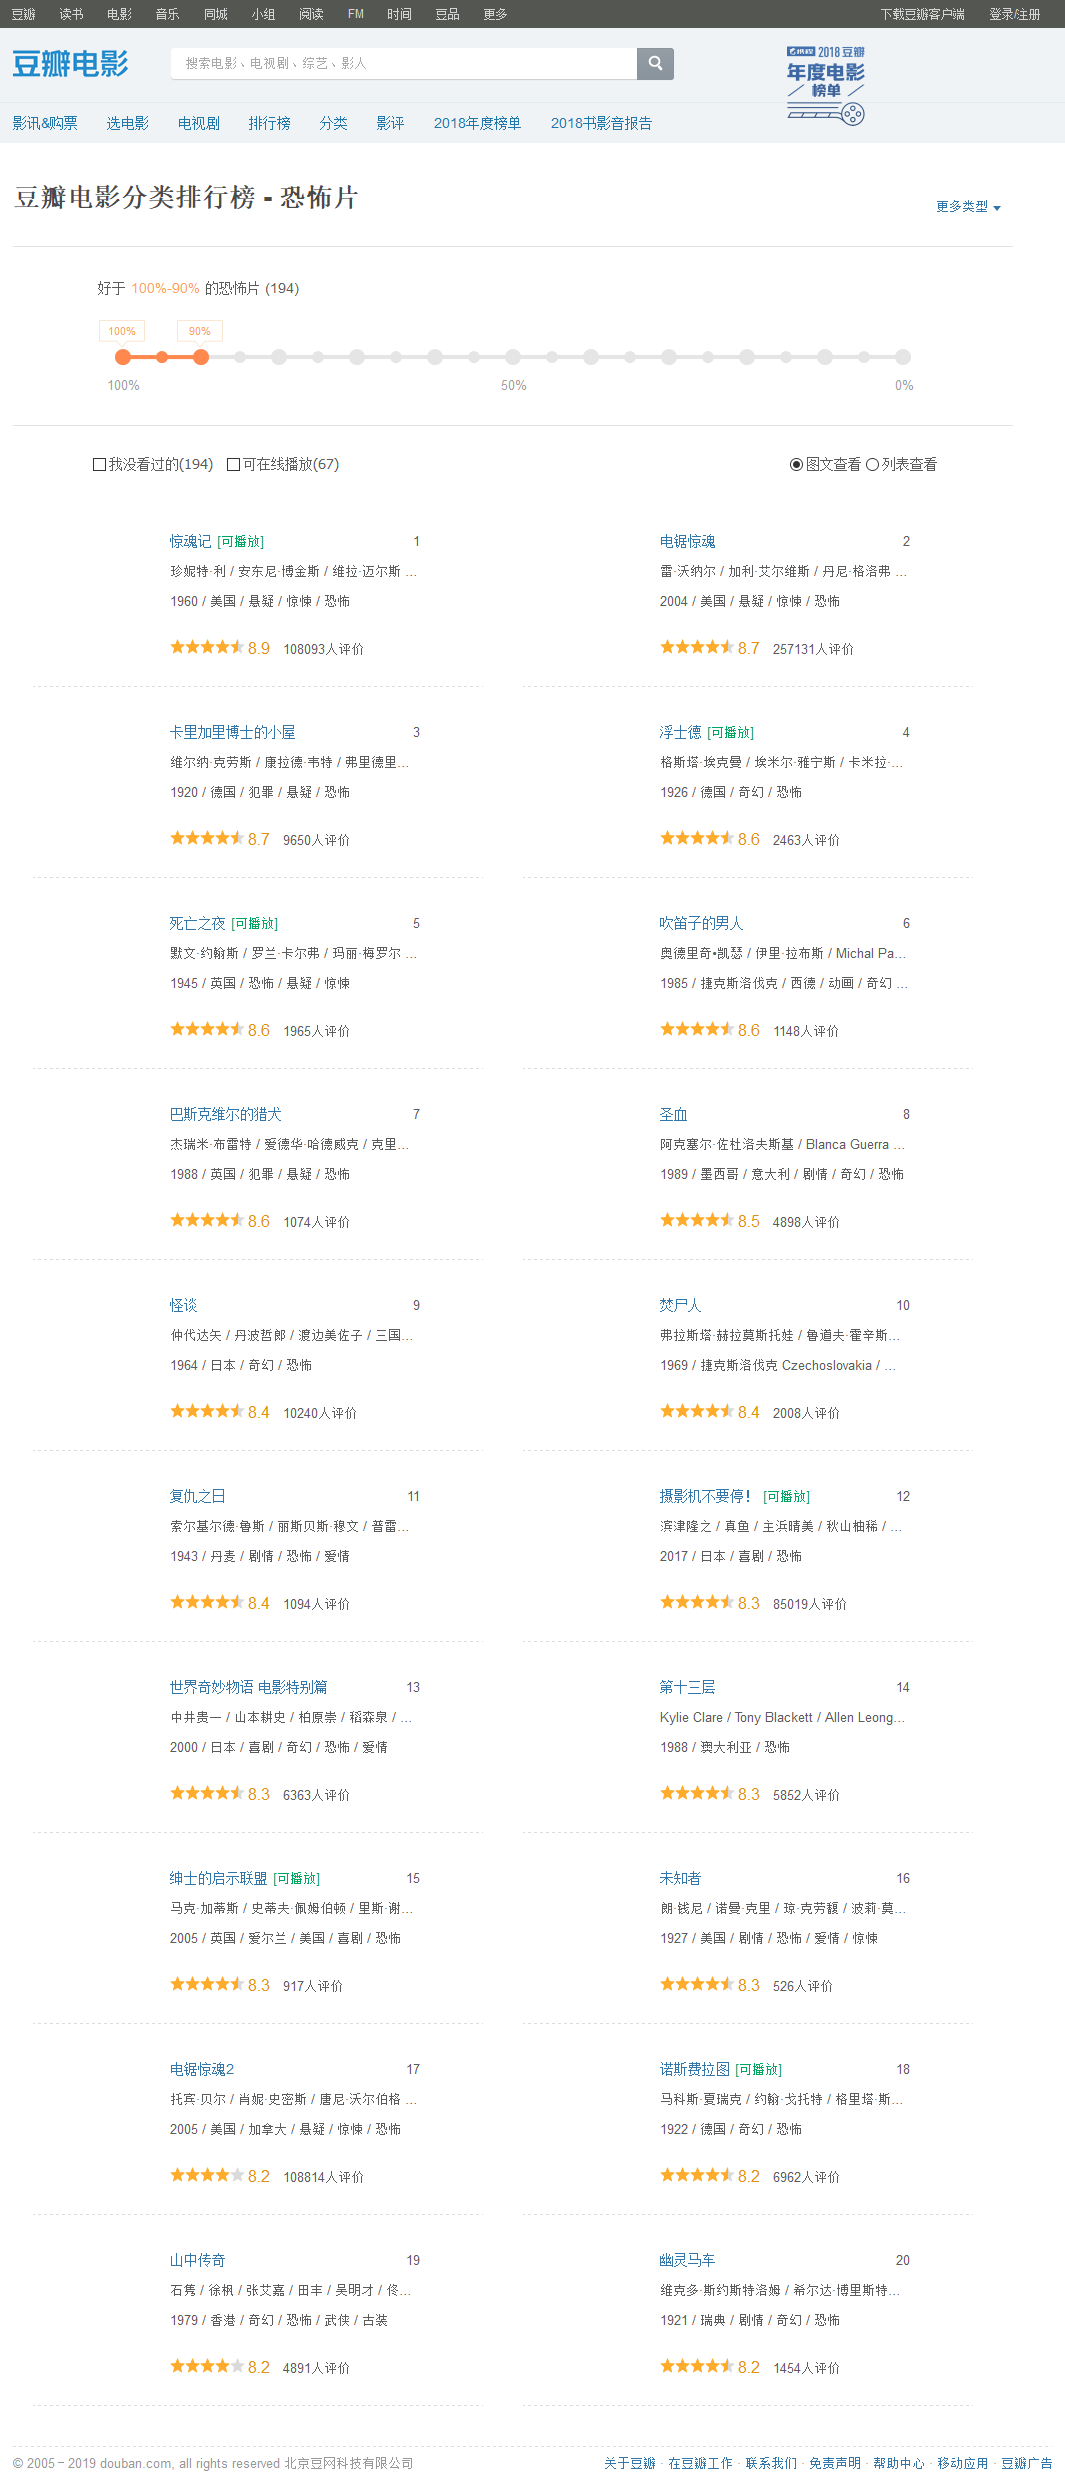 豆瓣 读书 电影 音乐 同城 小组 阅读 FM 时间 豆品 更多 下载豆瓣客户端 登录/注册
豆瓣电影 搜索电影、电视剧、综艺、影人
2018 豆瓣
年度电影
榜单
影讯&购票 选电影 电视剧 排行榜 分类 影评 2018年度榜单 2018书影音报告
豆瓣电影分类排行榜 - 恐怖片
更多类型
好于 100%-90% 的恐怖片 (194)
100% 90%
100% 50% 0%
我没看过的(194) 可在线播放(67) 图文查看 列表查看
惊魂记 [可播放] 1
珍妮特·利 / 安东尼·博金斯 / 维拉·迈尔斯 ...
1960 / 美国 / 悬疑 / 惊悚 / 恐怖
8.9 108093人评价
电锯惊魂 2
雷·沃纳尔 / 加利·艾尔维斯 / 丹尼·格洛弗 ...
2004 / 美国 / 悬疑 / 惊悚 / 恐怖
8.7 257131人评价
卡里加里博士的小屋 3
维尔纳·克劳斯 / 康拉德·韦特 / 弗里德里...
1920 / 德国 / 犯罪 / 悬疑 / 恐怖
8.7 9650人评价
浮士德 [可播放] 4
格斯塔·埃克曼 / 埃米尔·雅宁斯 / 卡米拉·...
1926 / 德国 / 奇幻 / 恐怖
8.6 2463人评价
死亡之夜 [可播放] 5
默文·约翰斯 / 罗兰·卡尔弗 / 玛丽·梅罗尔 ...
1945 / 英国 / 恐怖 / 悬疑 / 惊悚
8.6 1965人评价
吹笛子的男人 6
奥德里奇•凯瑟 / 伊里·拉布斯 / Michal Pa...
1985 / 捷克斯洛伐克 / 西德 / 动画 / 奇幻 ...
8.6 1148人评价
巴斯克维尔的猎犬 7
杰瑞米·布雷特 / 爱德华·哈德威克 / 克里...
1988 / 英国 / 犯罪 / 悬疑 / 恐怖
8.6 1074人评价
圣血 8
阿克塞尔·佐杜洛夫斯基 / Blanca Guerra ...
1989 / 墨西哥 / 意大利 / 剧情 / 奇幻 / 恐怖
8.5 4898人评价
怪谈 9
仲代达矢 / 丹波哲郎 / 渡边美佐子 / 三国...
1964 / 日本 / 奇幻 / 恐怖
8.4 10240人评价
焚尸人 10
弗拉斯塔·赫拉莫斯托娃 / 鲁道夫·霍辛斯...
1969 / 捷克斯洛伐克 Czechoslovakia / ...
8.4 2008人评价
复仇之日 11
索尔基尔德·鲁斯 / 丽斯贝斯·穆文 / 普雷...
1943 / 丹麦 / 剧情 / 恐怖 / 爱情
8.4 1094人评价
摄影机不要停！ [可播放] 12
滨津隆之 / 真鱼 / 主浜晴美 / 秋山柚稀 / ...
2017 / 日本 / 喜剧 / 恐怖
8.3 85019人评价
世界奇妙物语 电影特别篇 13
中井贵一 / 山本耕史 / 柏原崇 / 稻森泉 / ...
2000 / 日本 / 喜剧 / 奇幻 / 恐怖 / 爱情
8.3 6363人评价
第十三层 14
Kylie Clare / Tony Blackett / Allen Leong...
1988 / 澳大利亚 / 恐怖
8.3 5852人评价
绅士的启示联盟 [可播放] 15
马克·加蒂斯 / 史蒂夫·佩姆伯顿 / 里斯·谢...
2005 / 英国 / 爱尔兰 / 美国 / 喜剧 / 恐怖
8.3 917人评价
未知者 16
朗·钱尼 / 诺曼·克里 / 琼·克劳馥 / 波莉·莫...
1927 / 美国 / 剧情 / 恐怖 / 爱情 / 惊悚
8.3 526人评价
电锯惊魂2 17
托宾·贝尔 / 肖妮·史密斯 / 唐尼·沃尔伯格 ...
2005 / 美国 / 加拿大 / 悬疑 / 惊悚 / 恐怖
8.2 108814人评价
诺斯费拉图 [可播放] 18
马科斯·夏瑞克 / 约翰·戈托特 / 格里塔·斯...
1922 / 德国 / 奇幻 / 恐怖
8.2 6962人评价
山中传奇 19
石隽 / 徐枫 / 张艾嘉 / 田丰 / 吴明才 / 佟...
1979 / 香港 / 奇幻 / 恐怖 / 武侠 / 古装
8.2 4891人评价
幽灵马车 20
维克多·斯约斯特洛姆 / 希尔达·博里斯特...
1921 / 瑞典 / 剧情 / 奇幻 / 恐怖
8.2 1454人评价
© 2005－2019 douban.com, all rights reserved 北京豆网科技有限公司 关于豆瓣 · 在豆瓣工作 · 联系我们 · 免责声明 · 帮助中心 · 移动应用 · 豆瓣广告